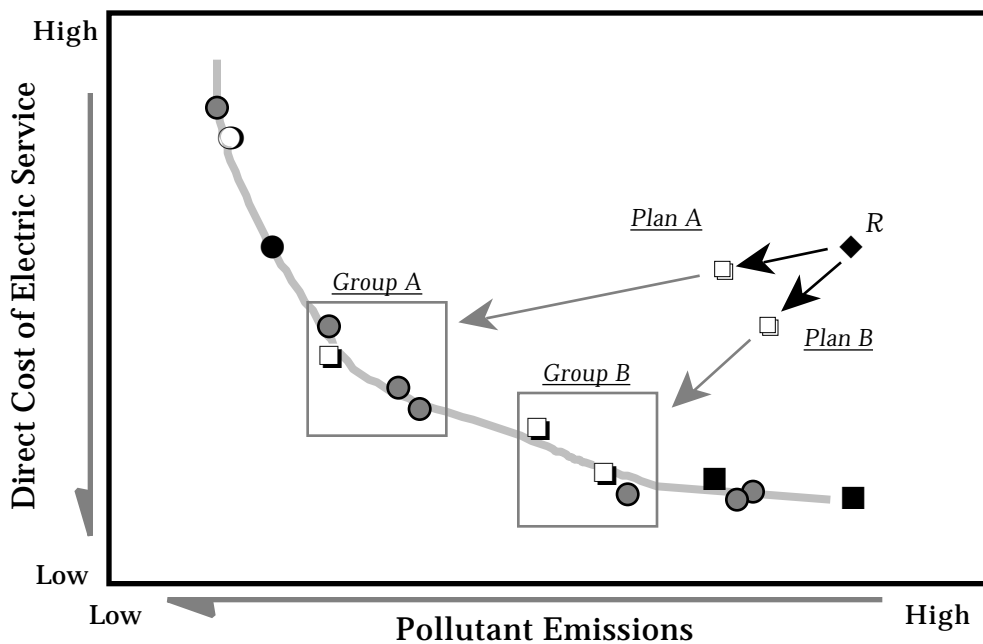 High
Direct Cost of Electric Service
Plan A
R
Group A
Plan B
Group B
Low
Low
High
Pollutant Emissions